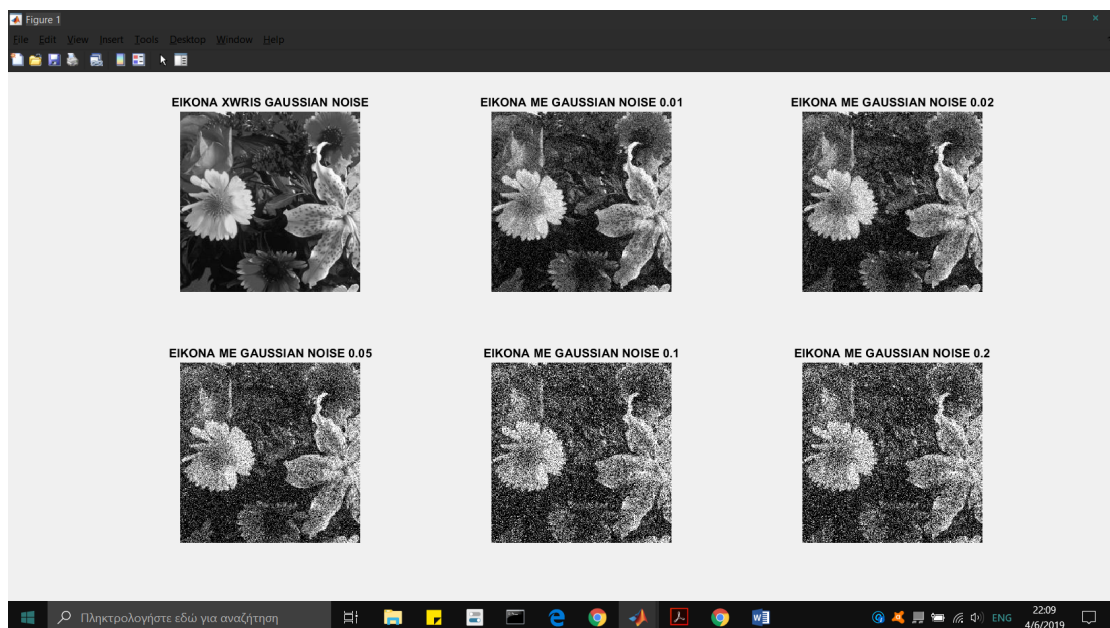 Figure 1
File Edit View Insert Tools Desktop Window Help
EIKONA XWRIS GAUSSIAN NOISE
EIKONA ME GAUSSIAN NOISE 0.01
EIKONA ME GAUSSIAN NOISE 0.02
EIKONA ME GAUSSIAN NOISE 0.05
EIKONA ME GAUSSIAN NOISE 0.1
EIKONA ME GAUSSIAN NOISE 0.2
Πληκτρολογήστε εδώ για αναζήτηση
ENG
22:09
4/6/2019